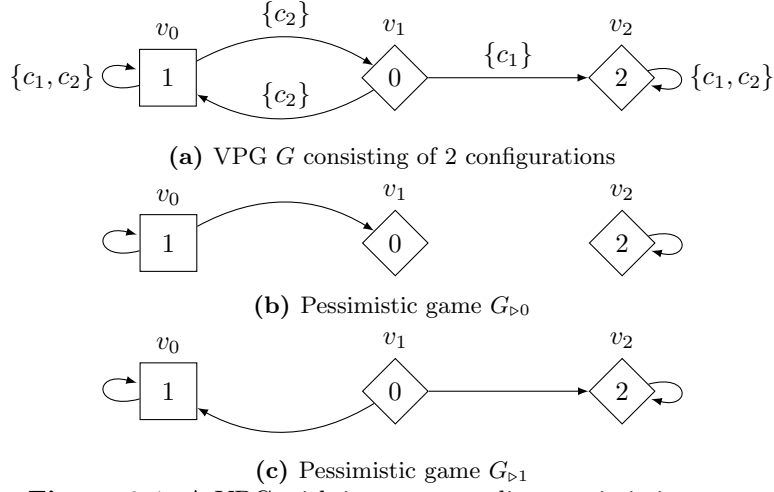 {c₂}
v₀ v₁ v₂
{c₁, c₂} 1 0 {c₁} 2 {c₁, c₂}
{c₂}
(a) VPG G consisting of 2 configurations
v₀ v₁ v₂
1 0 2
(b) Pessimistic game G▹₀
v₀ v₁ v₂
1 0 2
(c) Pessimistic game G▹₁